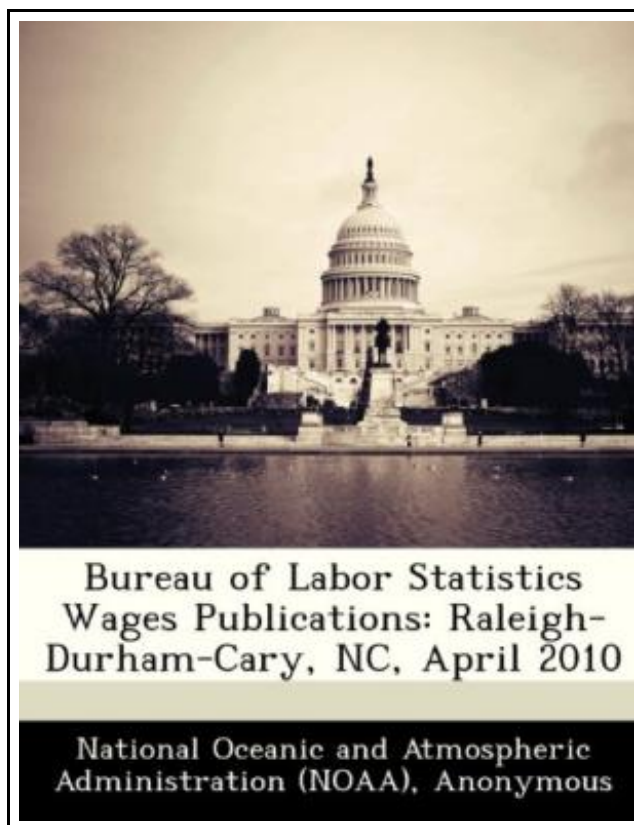 Bureau of Labor Statistics
Wages Publications: Raleigh-
Durham-Cary, NC, April 2010
National Oceanic and Atmospheric
Administration (NOAA), Anonymous